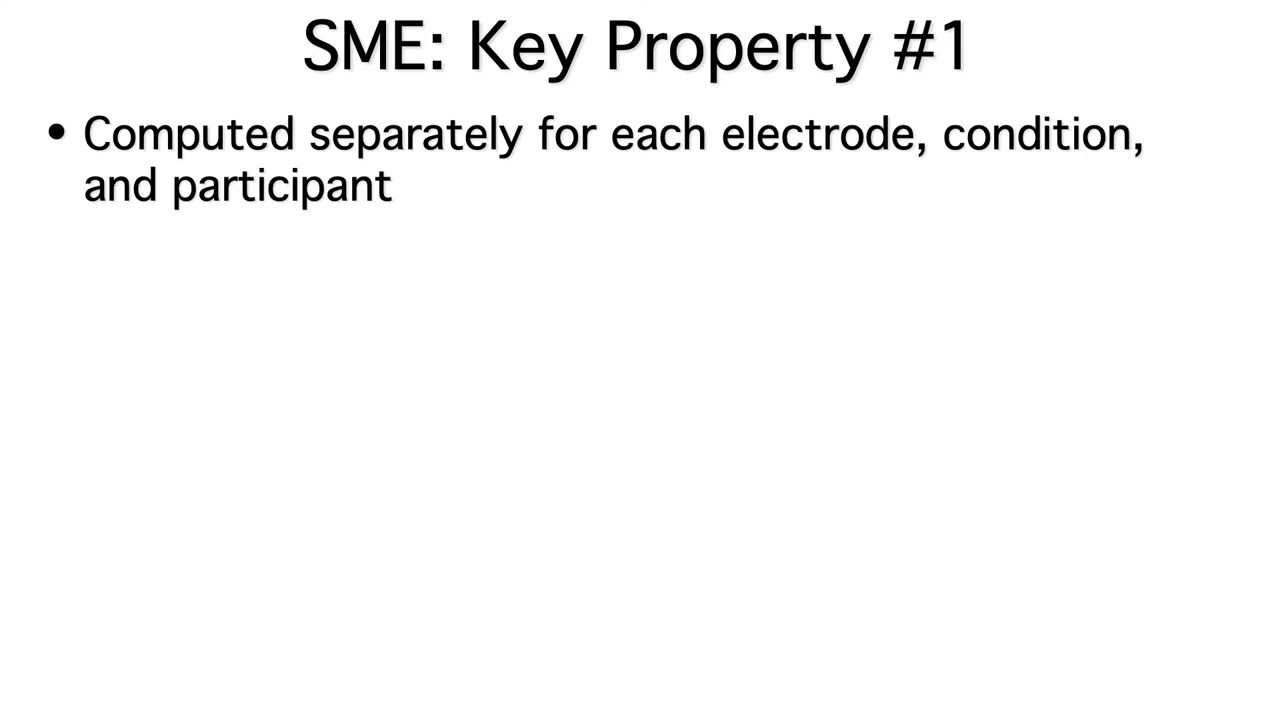 SME: Key Property #1
• Computed separately for each electrode, condition,
and participant